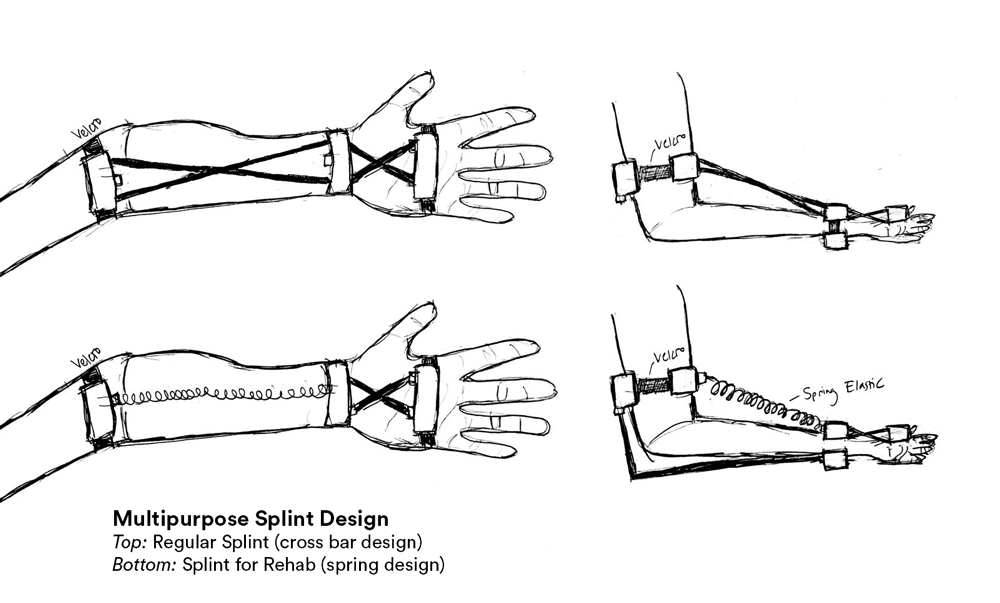 Velcro
Velcro
Velcro
Velcro
Spring Elastic
Multipurpose Splint Design
Top: Regular Splint (cross bar design)
Bottom: Splint for Rehab (spring design)